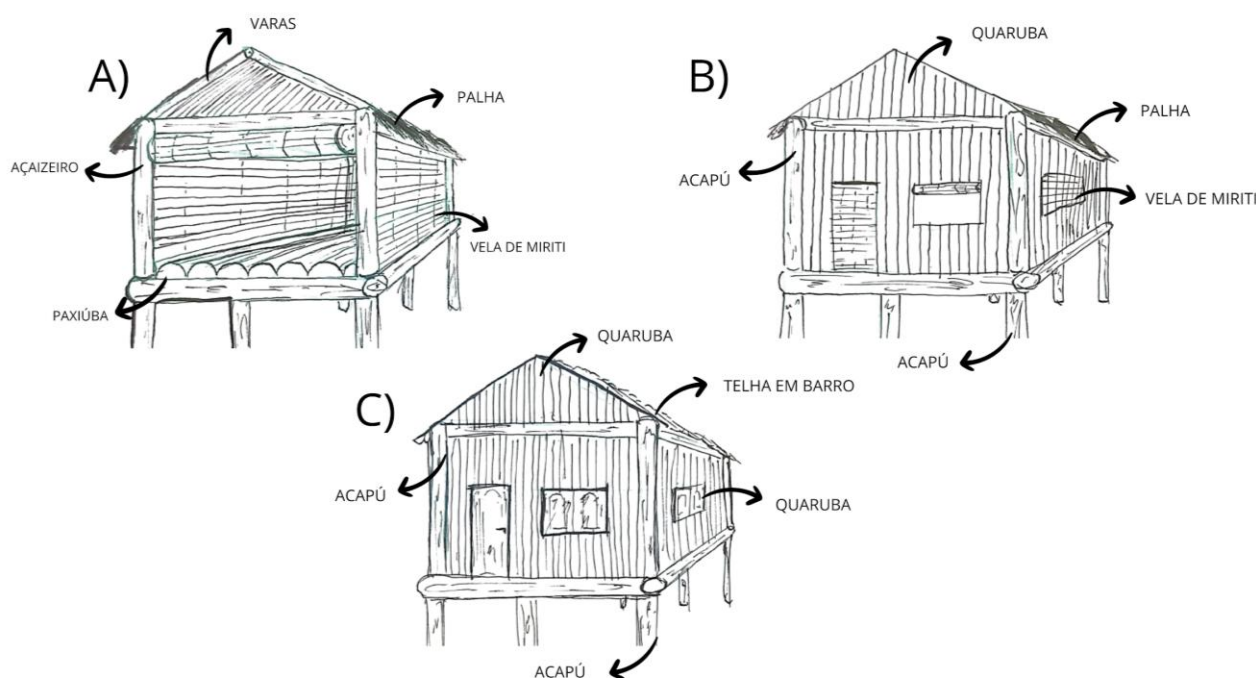 A)
VARAS
PALHA
AÇAIZEIRO
VELA DE MIRITI
PAXIÚBA
B)
QUARUBA
PALHA
ACAPÚ
VELA DE MIRITI
ACAPÚ
C)
QUARUBA
TELHA EM BARRO
ACAPÚ
QUARUBA
ACAPÚ